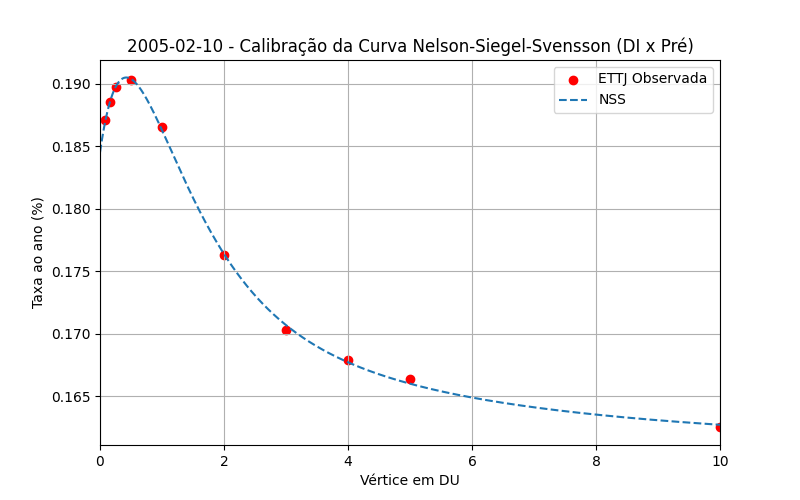 2005-02-10 - Calibração da Curva Nelson-Siegel-Svensson (DI x Pré)
ETTJ Observada
NSS
Taxa ao ano (%)
0.190
0.185
0.180
0.175
0.170
0.165
0 2 4 6 8 10
Vértice em DU